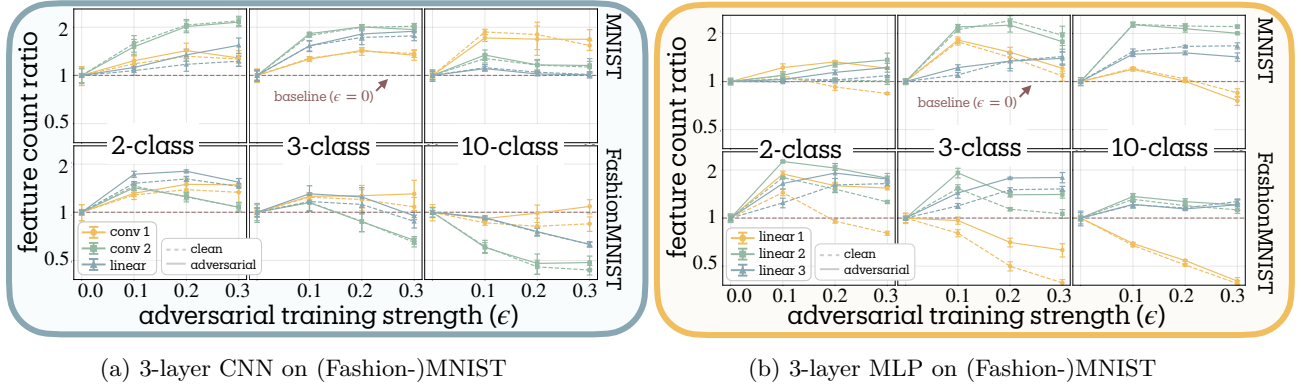 feature count ratio
2
1
0.5
2
1
0.5
baseline (ϵ = 0)
MNIST
2-class
3-class
10-class
FashionMNIST
conv 1
conv 2
linear
clean
adversarial
0.0 0.1 0.2 0.3
0.1 0.2 0.3
0.1 0.2 0.3
adversarial training strength (ϵ)
(a) 3-layer CNN on (Fashion-)MNIST
feature count ratio
2
1
0.5
2
1
0.5
baseline (ϵ = 0)
MNIST
2-class
3-class
10-class
FashionMNIST
linear 1
linear 2
linear 3
clean
adversarial
0.0 0.1 0.2 0.3
0.1 0.2 0.3
0.1 0.2 0.3
adversarial training strength (ϵ)
(b) 3-layer MLP on (Fashion-)MNIST